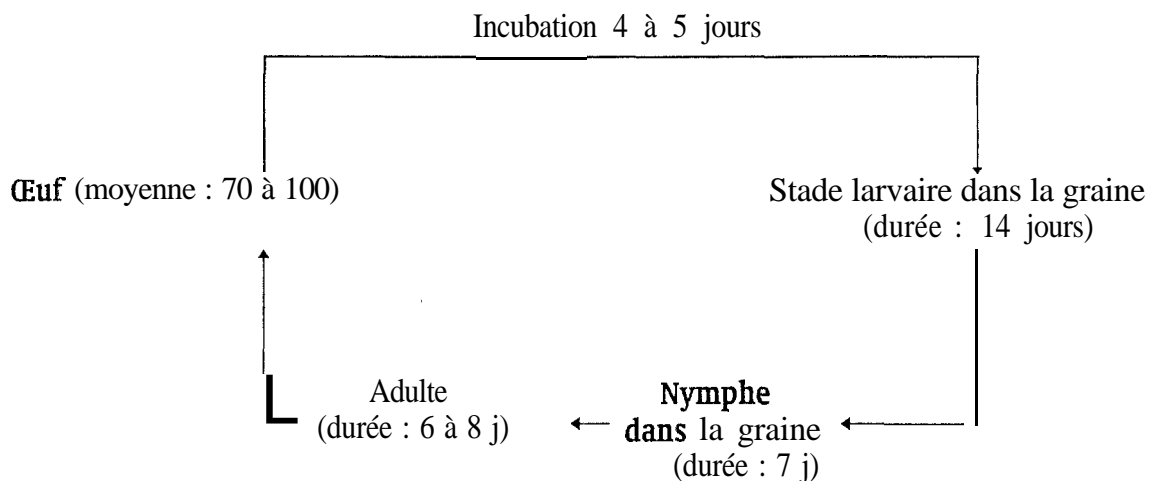 Incubation 4 à 5 jours
Œuf (moyenne : 70 à 100)
Stade larvaire dans la graine
(durée : 14 jours)
Adulte
(durée : 6 à 8 j)
Nymphe
dans la graine
(durée : 7 j)